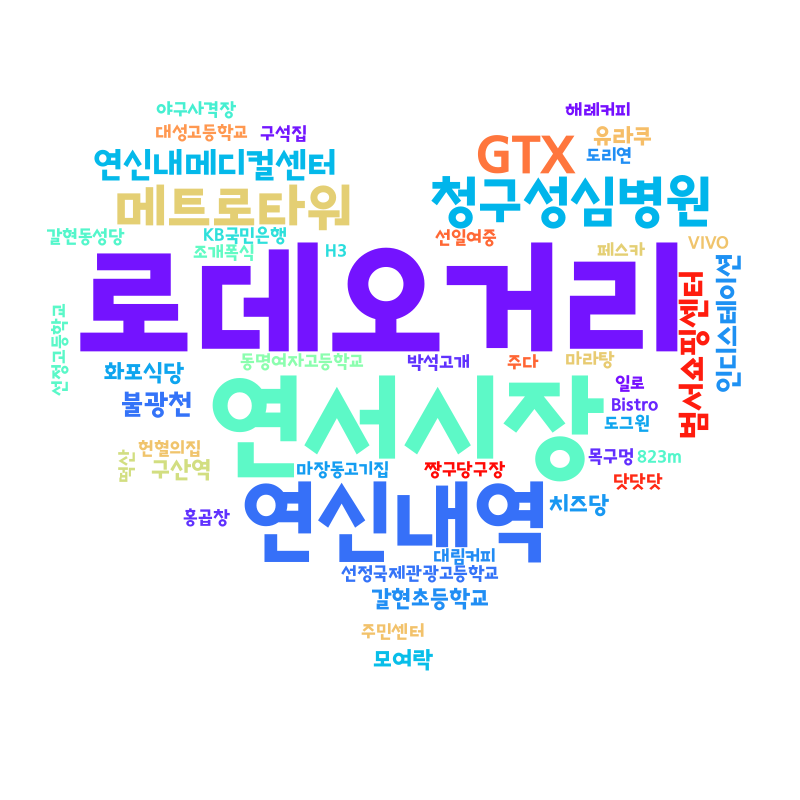 야구사격장
해례커피
대성고등학교
구석집
유라쿠
GTX
도리연
연신내메디컬센터
메트로타워
청구성심병원
갈현동성당
KB국민은행
선일여중
VIVO
조개폭식
H3
페스카
로데오거리
범서쇼핑센터
인디스테이션
선정고등학교
동명여자고등학교
박석고개
주다
마라탕
화포식당
일로
불광천
연서시장
Bistro
도그원
헌혈의집
목구멍
823m
구산역
마장동고기집
짱구당구장
닷닷닷
연신내역
치즈당
홍곱창
대림커피
선정국제관광고등학교
갈현초등학교
주민센터
모여락